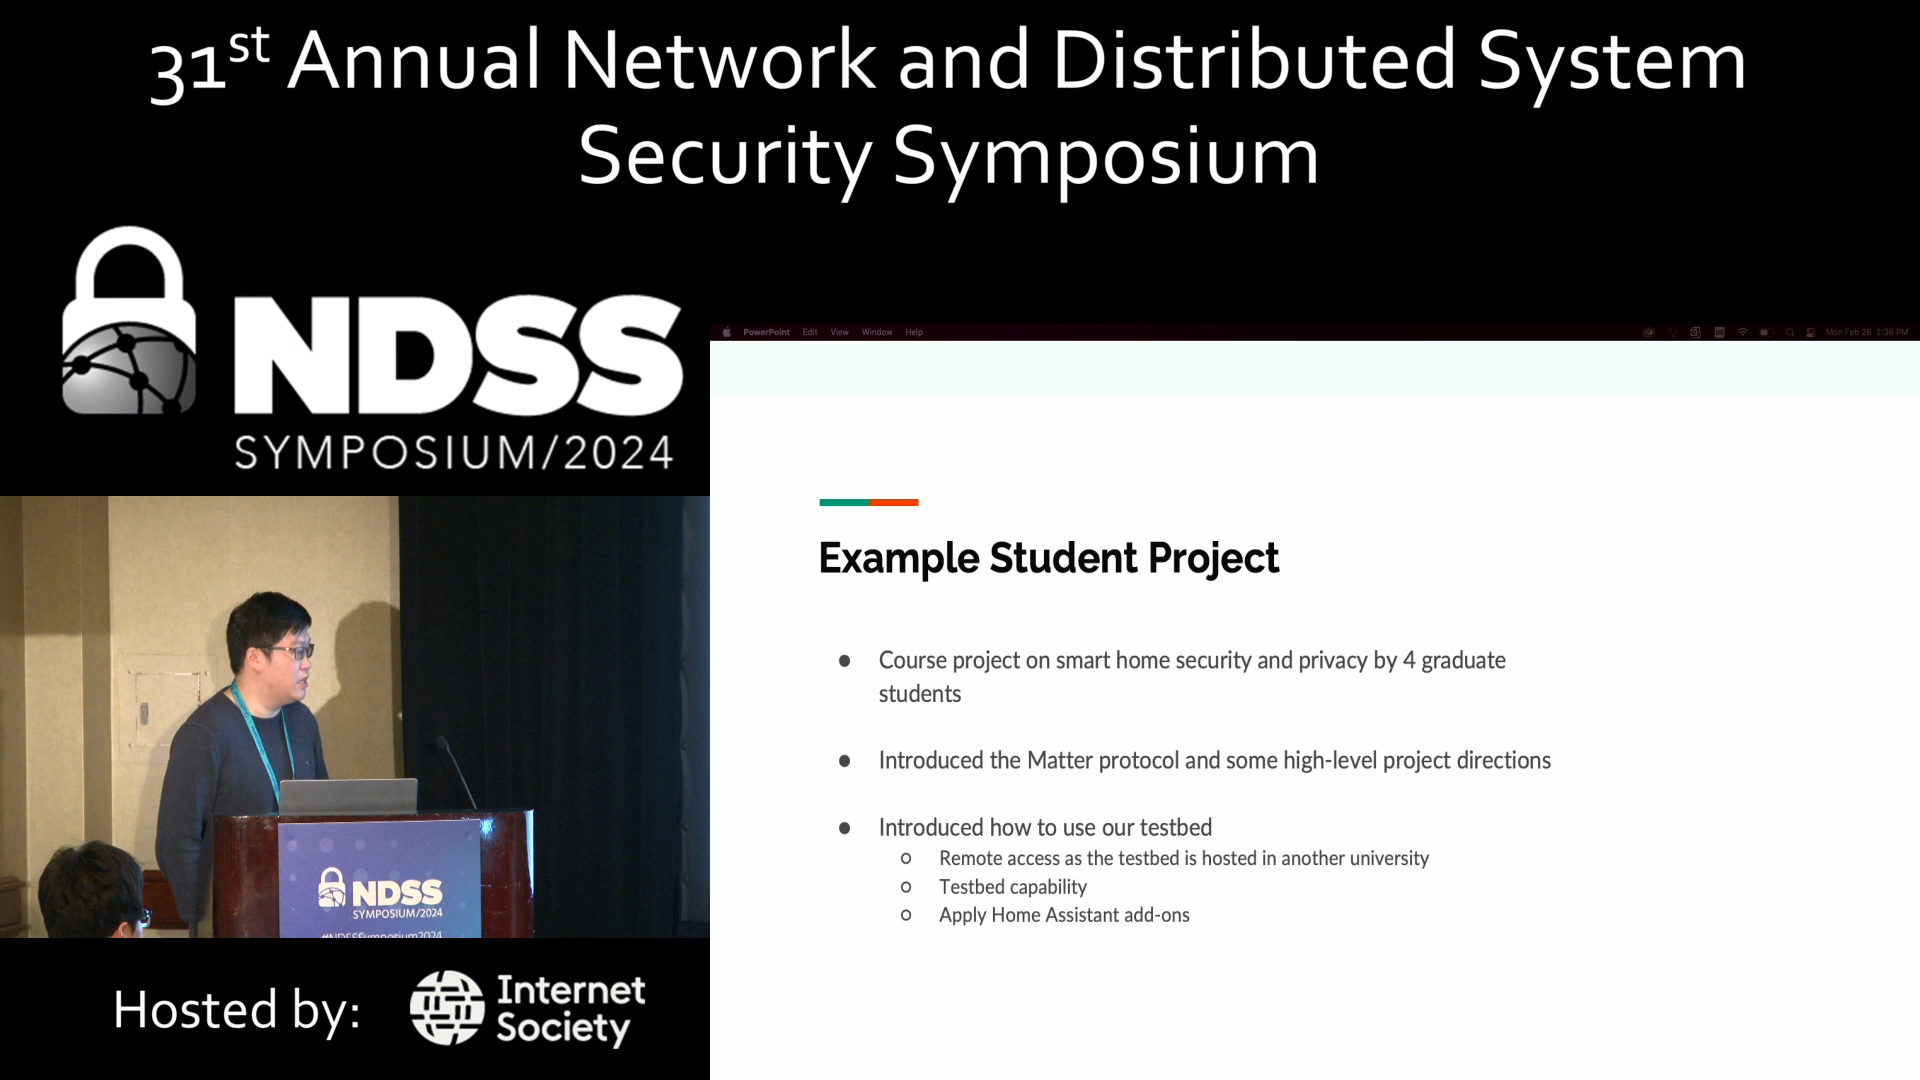 31st Annual Network and Distributed System
Security Symposium
NDSS
SYMPOSIUM/2024
PowerPoint Edit View Window Help
Mon Feb 26 2:36 PM
Example Student Project
● Course project on smart home security and privacy by 4 graduate
students
● Introduced the Matter protocol and some high-level project directions
● Introduced how to use our testbed
○ Remote access as the testbed is hosted in another university
○ Testbed capability
○ Apply Home Assistant add-ons
NDSS
SYMPOSIUM/2024
#NDSSSymposium2024
Hosted by:
Internet
Society